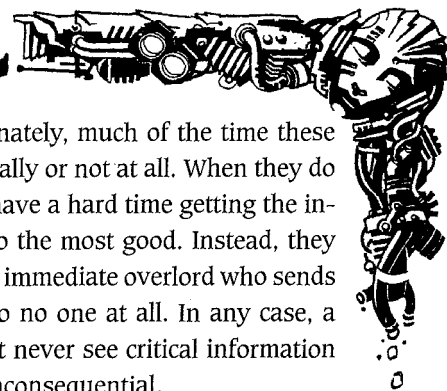 nately, much of the time these
ally or not at all. When they do
have a hard time getting the in-
o the most good. Instead, they
immediate overlord who sends
o no one at all. In any case, a
t never see critical information
nconsequential.